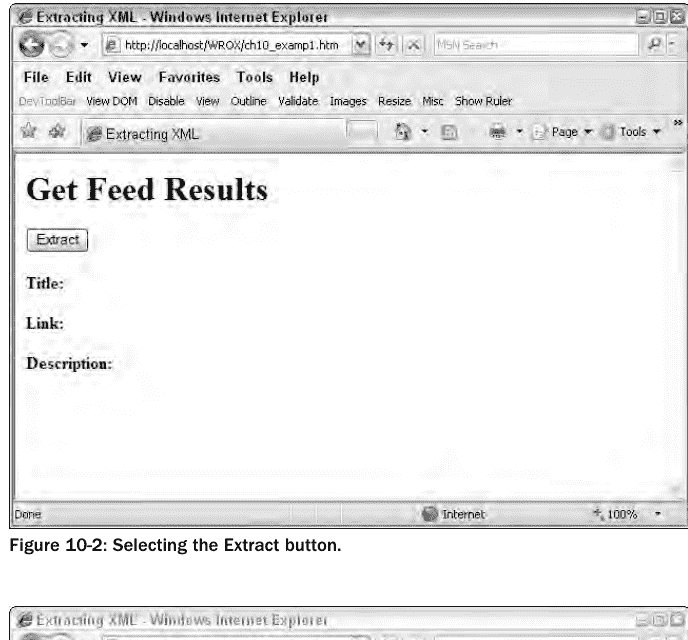 Extracting XML - Windows Internet Explorer
http://localhost/WROX/ch10_examp1.htm MSN Search
File Edit View Favorites Tools Help
DevToolBar View DOM Disable View Outline Validate Images Resize Misc Show Ruler
Extracting XML Page Tools »
Get Feed Results
Extract
Title:
Link:
Description:
Done Internet 100%
Figure 10-2: Selecting the Extract button.
Extracting XML - Windows Internet Explorer